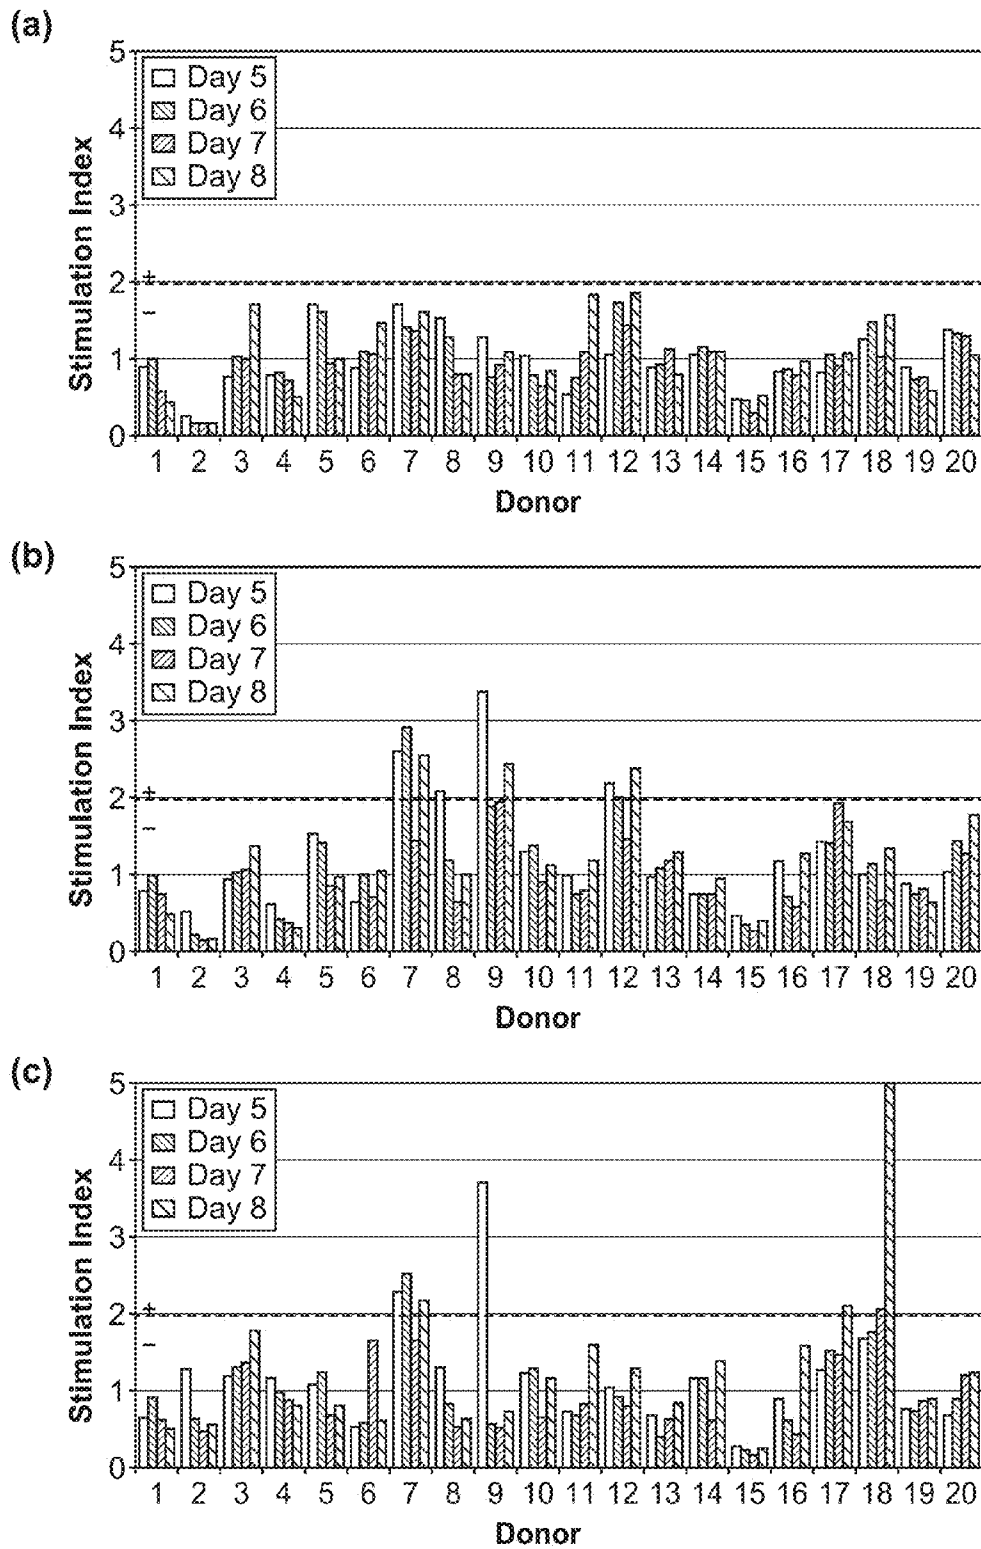 (a)
5
4
3
2
1
0
Stimulation Index
Day 5
Day 6
Day 7
Day 8
+
–
1 2 3 4 5 6 7 8 9 10 11 12 13 14 15 16 17 18 19 20
Donor
(b)
5
4
3
2
1
0
Stimulation Index
Day 5
Day 6
Day 7
Day 8
+
–
1 2 3 4 5 6 7 8 9 10 11 12 13 14 15 16 17 18 19 20
Donor
(c)
5
4
3
2
1
0
Stimulation Index
Day 5
Day 6
Day 7
Day 8
+
–
1 2 3 4 5 6 7 8 9 10 11 12 13 14 15 16 17 18 19 20
Donor